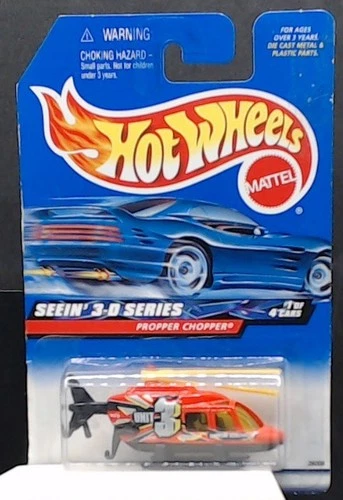 ⚠ WARNING
CHOKING HAZARD -
Small parts. Not for children
under 3 years.
FOR AGES
OVER 3 YEARS.
DIE CAST METAL &
PLASTIC PARTS.
HOT WHEELS
®
MATTEL
SEEIN' 3-D SERIES
#1 OF
4 CARS
PROPPER CHOPPER®
UNIT
3